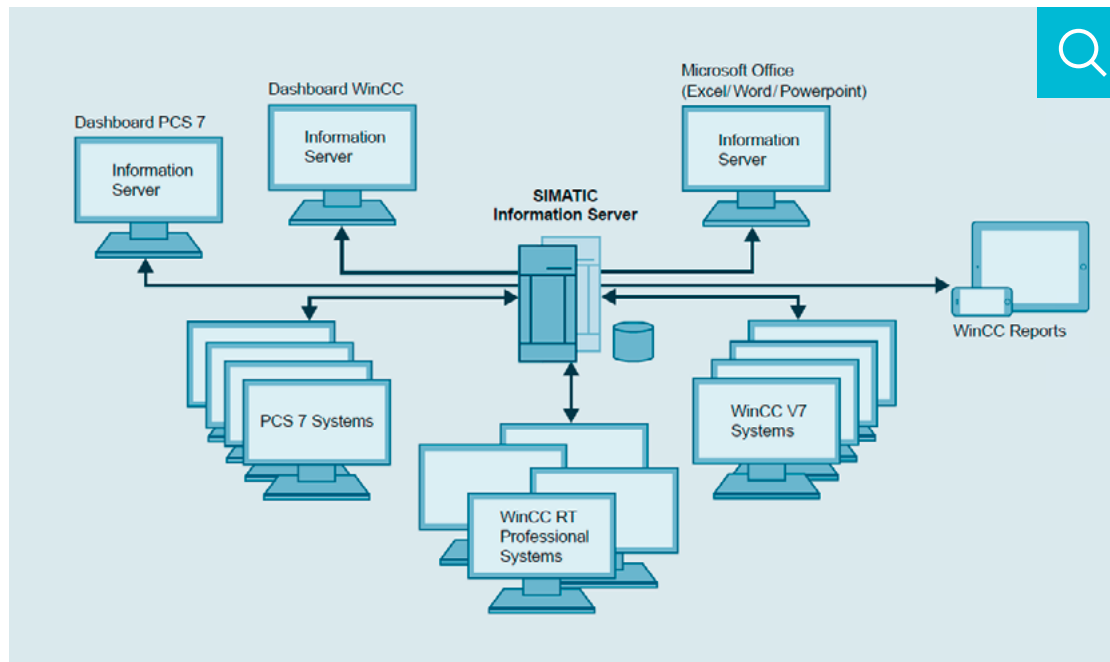 Microsoft Office
(Excel/Word/Powerpoint)
Dashboard WinCC
Dashboard PCS 7
Information
Server
Information
Server
Information
Server
SIMATIC
Information Server
WinCC Reports
PCS 7 Systems
WinCC V7
Systems
WinCC RT
Professional
Systems